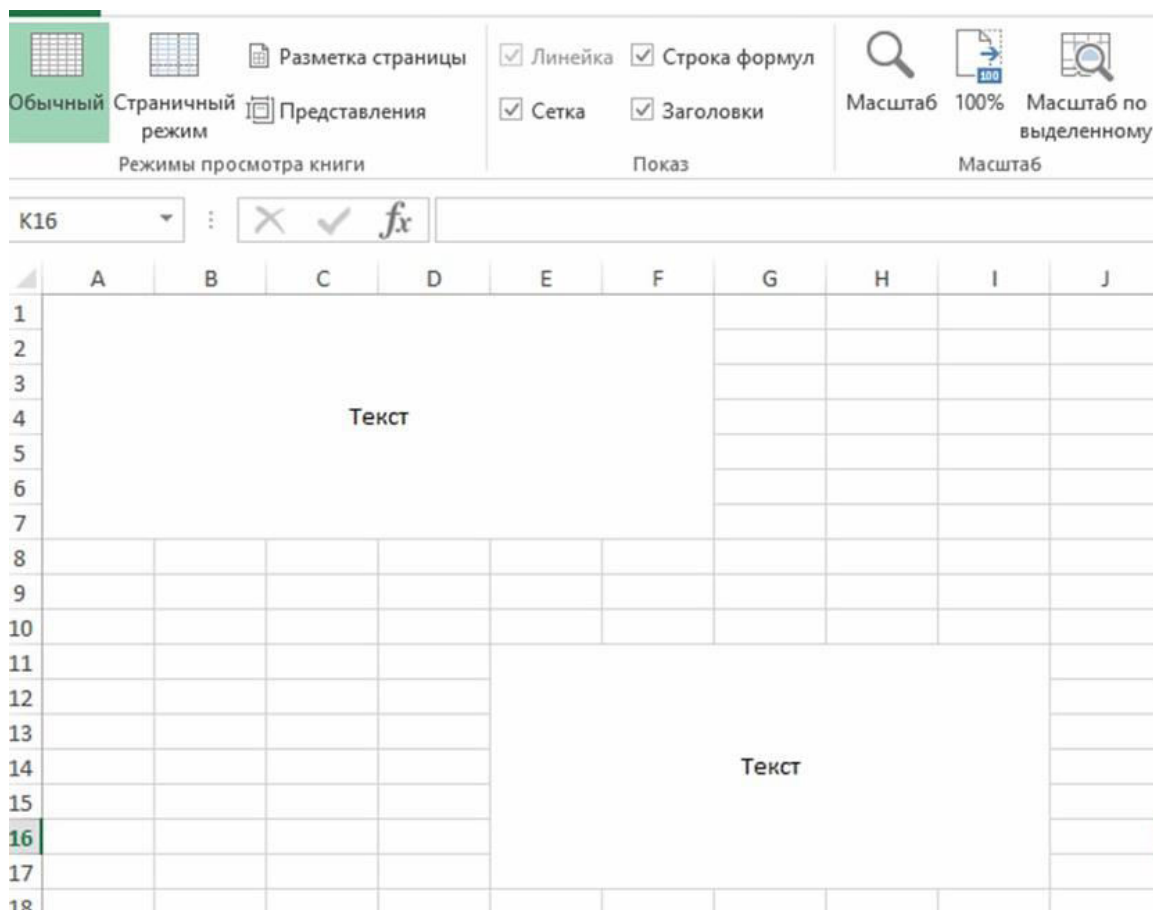 Обычный
Страничный
режим
Разметка страницы
Представления
Режимы просмотра книги
Линейка
Строка формул
Сетка
Заголовки
Показ
Масштаб
100
100%
Масштаб по
выделенному
Масштаб
K16
fx
A B C D E F G H I J
1
2
3
4 Текст
5
6
7
8
9
10
11
12
13
14 Текст
15
16
17
18